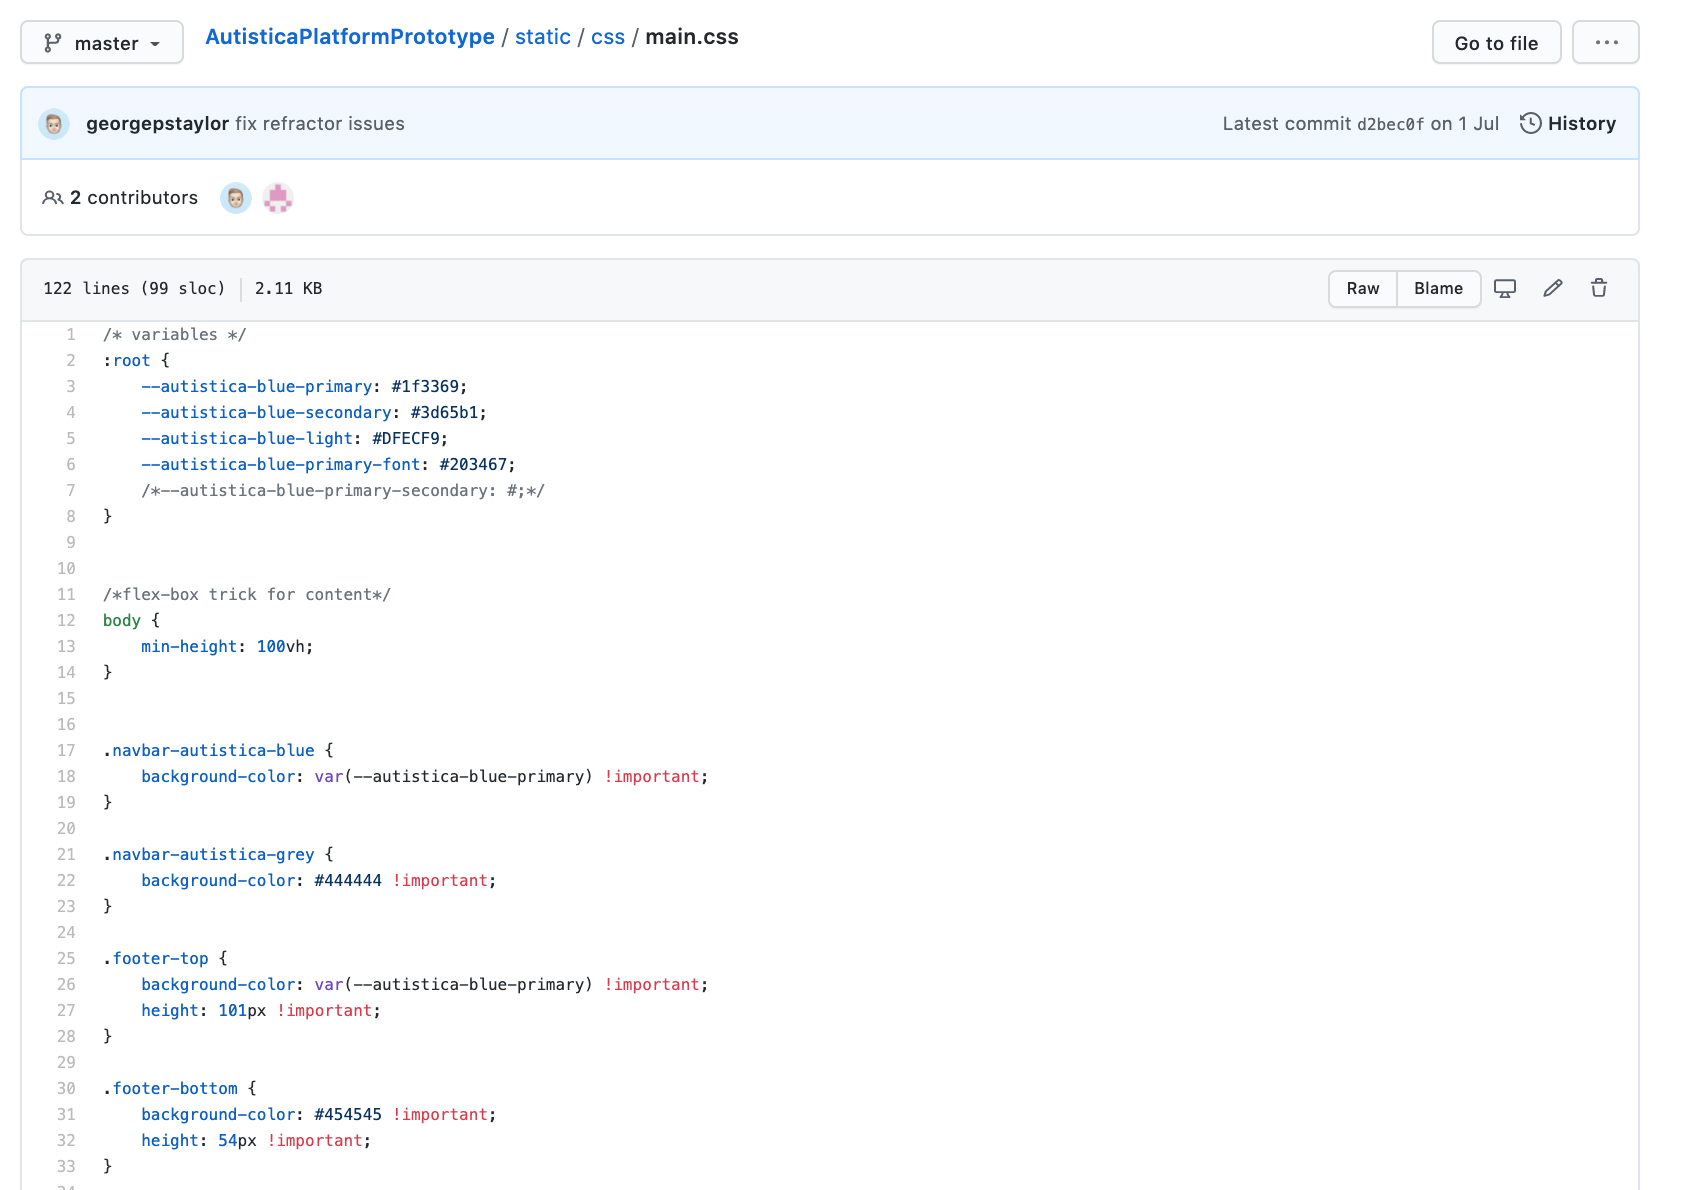 master
AutisticaPlatformPrototype / static / css / main.css
Go to file
georgepstaylor fix refractor issues
Latest commit d2bec0f on 1 Jul
History
2 contributors
122 lines (99 sloc)
2.11 KB
Raw
Blame
1 /* variables */
2 :root {
3     --autistica-blue-primary: #1f3369;
4     --autistica-blue-secondary: #3d65b1;
5     --autistica-blue-light: #DFECF9;
6     --autistica-blue-primary-font: #203467;
7     /*--autistica-blue-primary-secondary: #;*/
8 }
9
10
11 /*flex-box trick for content*/
12 body {
13     min-height: 100vh;
14 }
15
16
17 .navbar-autistica-blue {
18     background-color: var(--autistica-blue-primary) !important;
19 }
20
21 .navbar-autistica-grey {
22     background-color: #444444 !important;
23 }
24
25 .footer-top {
26     background-color: var(--autistica-blue-primary) !important;
27     height: 101px !important;
28 }
29
30 .footer-bottom {
31     background-color: #454545 !important;
32     height: 54px !important;
33 }